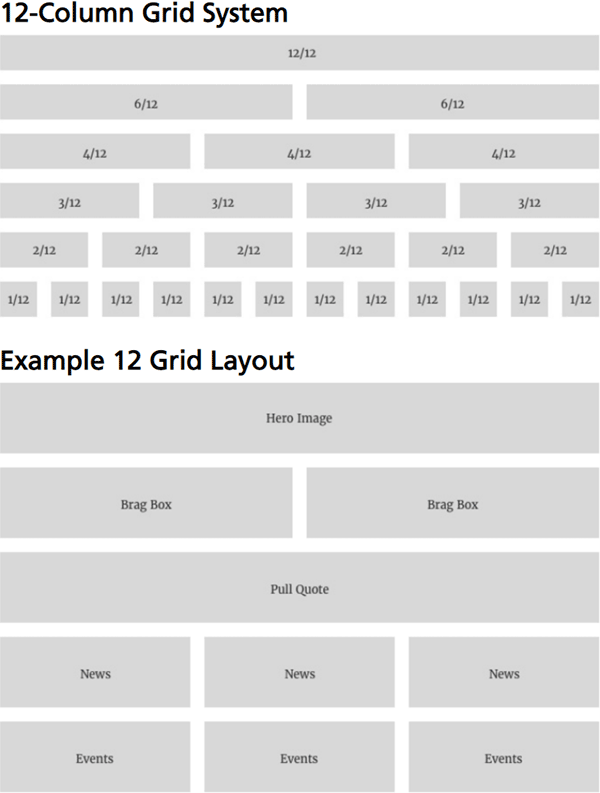 12-Column Grid System
12/12
6/12 6/12
4/12 4/12 4/12
3/12 3/12 3/12 3/12
2/12 2/12 2/12 2/12 2/12 2/12
1/12 1/12 1/12 1/12 1/12 1/12 1/12 1/12 1/12 1/12 1/12 1/12
Example 12 Grid Layout
Hero Image
Brag Box Brag Box
Pull Quote
News News News
Events Events Events